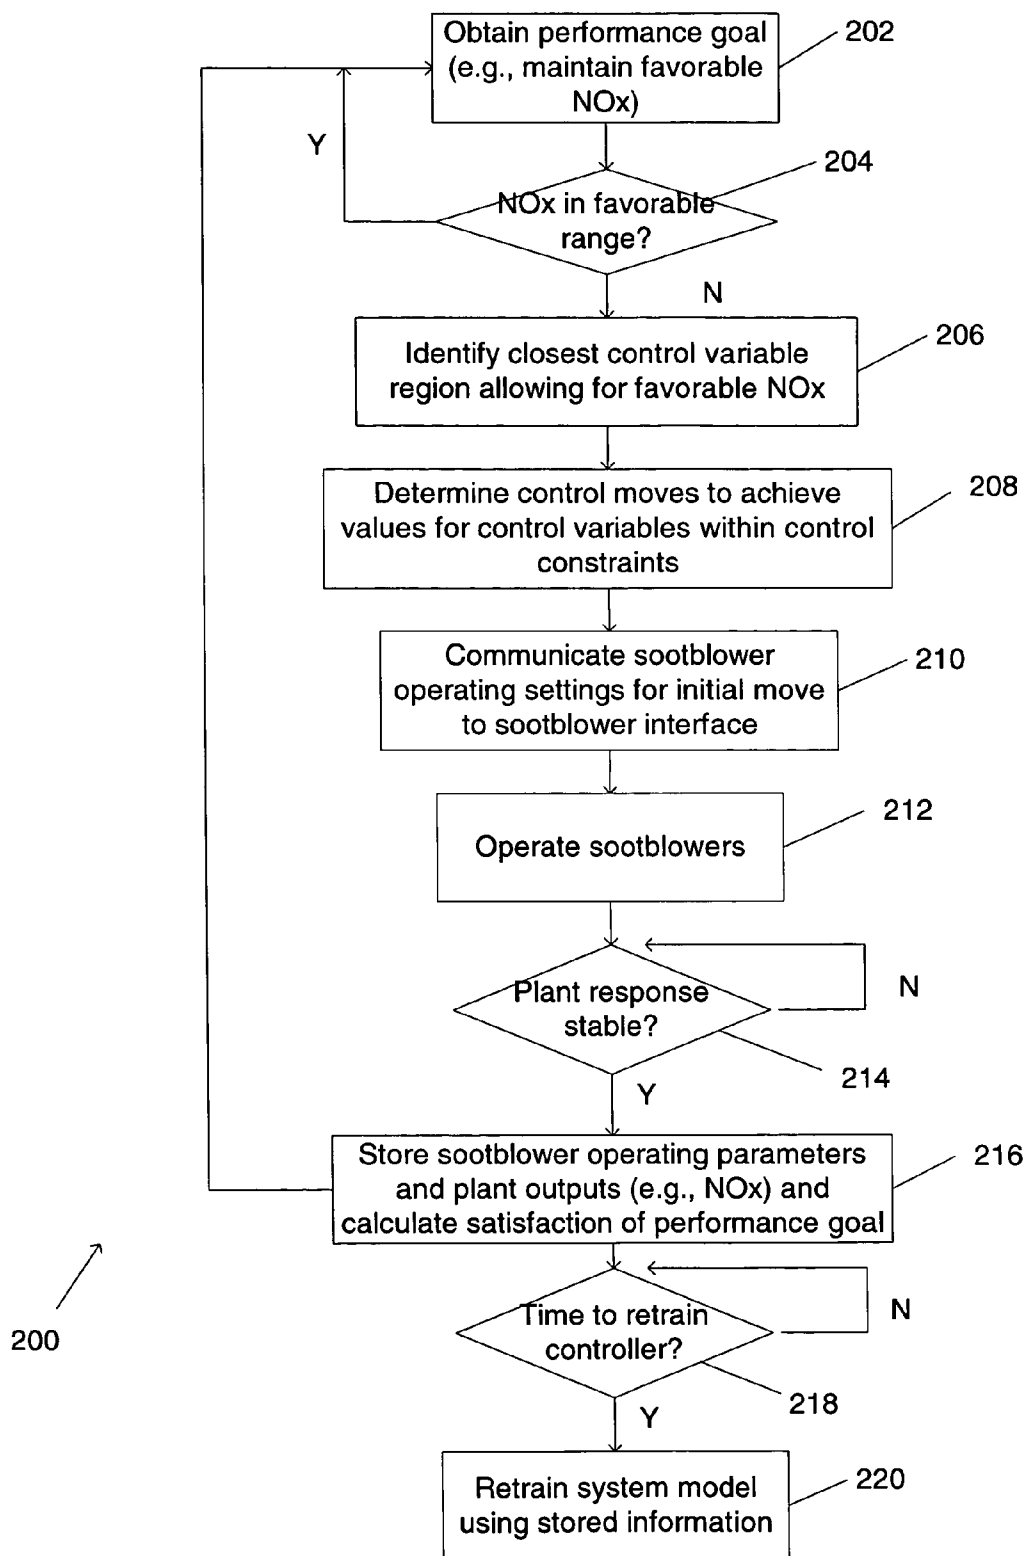 Obtain performance goal
(e.g., maintain favorable
NOx)
202
Y
204
NOx in favorable
range?
N
206
Identify closest control variable
region allowing for favorable NOx
208
Determine control moves to achieve
values for control variables within control
constraints
Communicate sootblower
operating settings for initial move
to sootblower interface
210
212
Operate sootblowers
Plant response
stable?
N
214
Y
Store sootblower operating parameters
and plant outputs (e.g., NOx) and
calculate satisfaction of performance goal
216
200
Time to retrain
controller?
N
218
Y
Retrain system model
using stored information
220